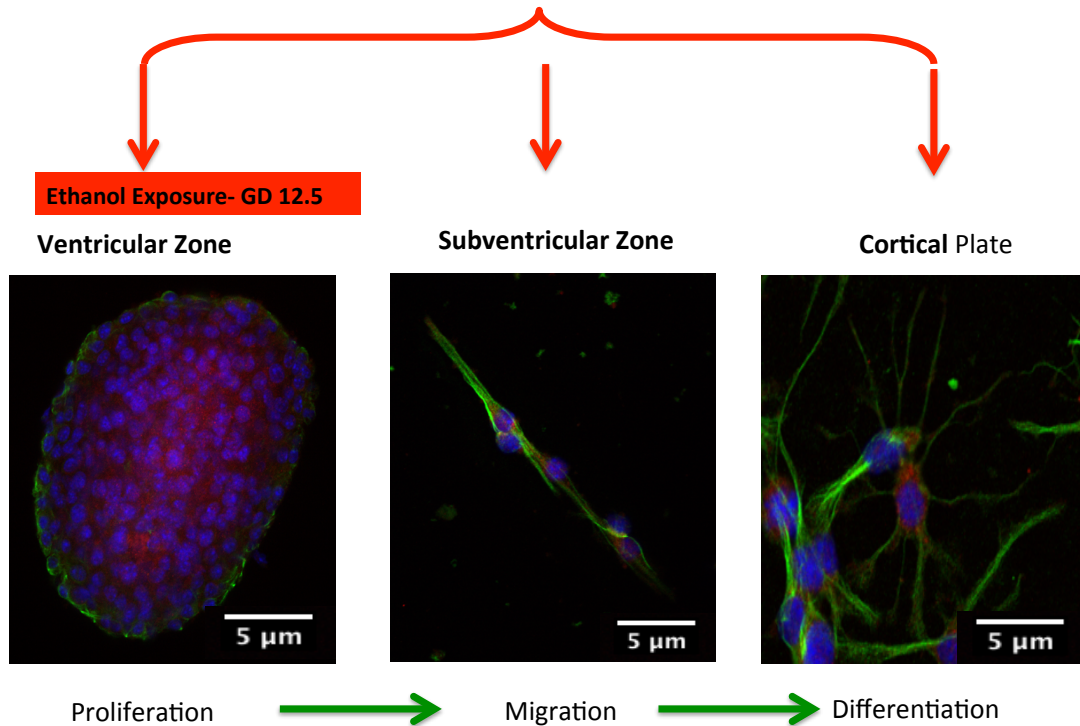 Ethanol Exposure- GD 12.5
Ventricular Zone
Subventricular Zone
Cortical Plate
5 µm
5 µm
5 µm
Proliferation
Migration
Differentiation